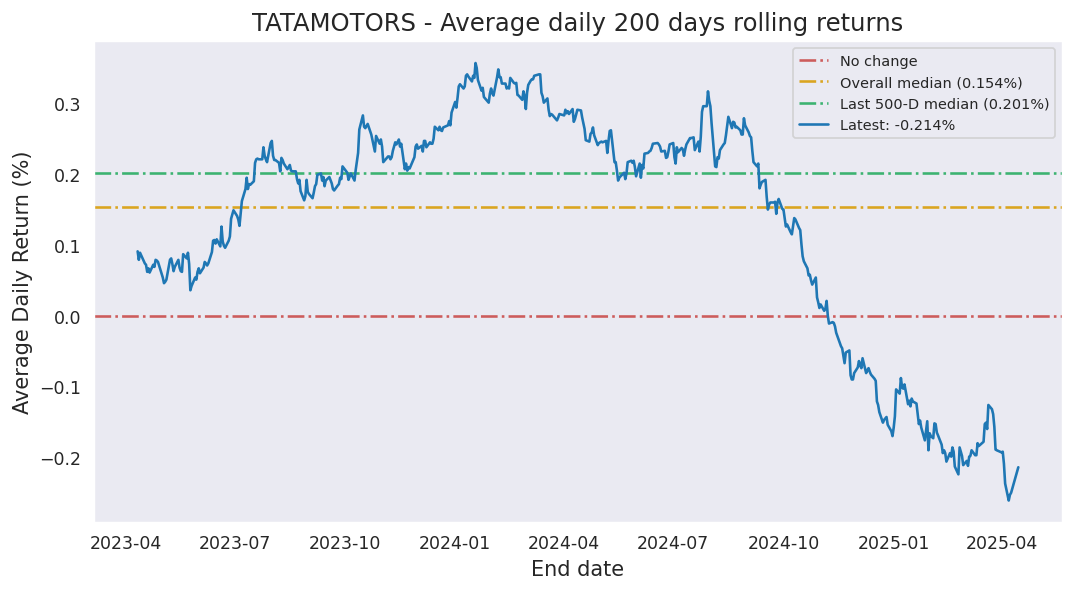 TATAMOTORS - Average daily 200 days rolling returns
No change
Overall median (0.154%)
Last 500-D median (0.201%)
Latest: -0.214%
Average Daily Return (%)
0.3
0.2
0.1
0.0
−0.1
−0.2
2023-04 2023-07 2023-10 2024-01 2024-04 2024-07 2024-10 2025-01 2025-04
End date